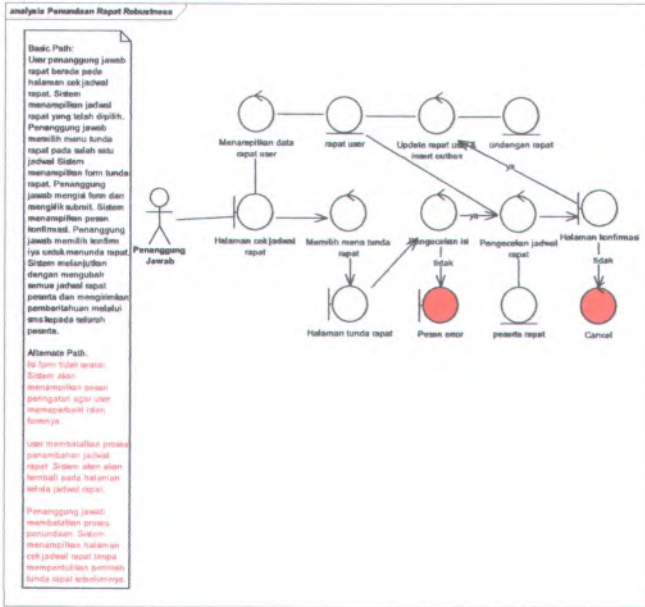 analysis Penundaan Rapat Robustness
Basic Path:
User penanggung jawab
rapat berada pada
halaman cek jadwal
rapat. Sistem
menampilkan jadwal
rapat yang telah dipilih.
Penanggung jawab
memilih menu tunda
rapat pada salah satu
jadwal Sistem
menampilkan form tunda
rapat. Penanggung
jawab mengisi form dan
mengklik submit. Sistem
menampilkan pesan
konfirmasi. Penanggung
jawab memilih konfirm
iya untuk menunda rapat.
Sistem melanjutkan
dengan mengubah
semua jadwal rapat
peserta dan mengirimkan
pemberitahuan melalui
sms kepada seluruh
peserta.
Alternate Path:
Isi form tidak sesuai.
Sistem akan
menampilkan pesan
peringatan agar user
memperbaiki isian
formnya.
user membatalkan proses
penambahan jadwal
rapat. Sistem akan akan
kembali pada halaman
kelola jadwal rapat.
Penanggung jawab
membatalkan proses
penundaan. Sistem
menampilkan halaman
cek jadwal rapat tanpa
memperdulikan perintah
tunda rapat sebelumnya.
Menampilkan data
rapat user
rapat user
Update rapat user &
insert outbox
undangan rapat
ya
Penanggung
Jawab
Halaman cek jadwal
rapat
Memilih menu tunda
rapat
Pengecekan isi
ya
Pengecekan jadwal
rapat
Halaman konfirmasi
tidak
tidak
Halaman tunda rapat
Pesan error
peserta rapat
Cancel